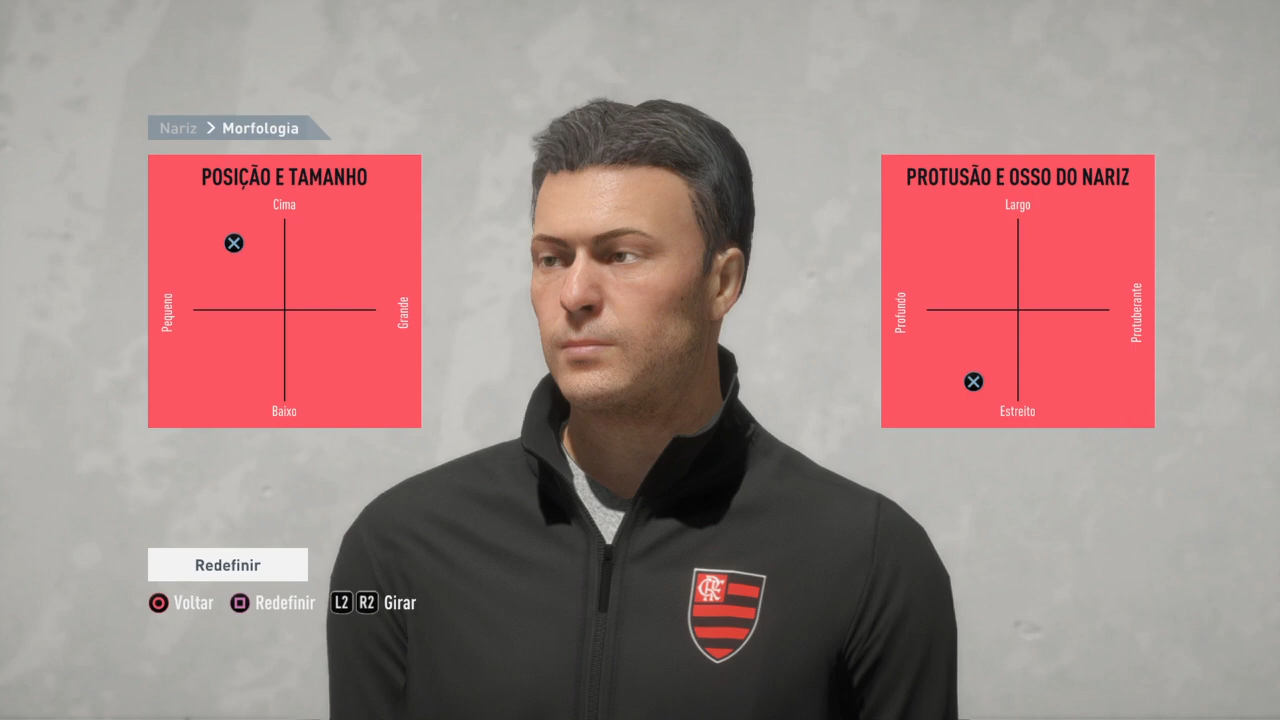 Nariz > Morfologia
POSIÇÃO E TAMANHO
Cima
Pequeno
Grande
Baixo
PROTUSÃO E OSSO DO NARIZ
Largo
Profundo
Protuberante
Estreito
Redefinir
Voltar Redefinir L2 R2 Girar
CRF